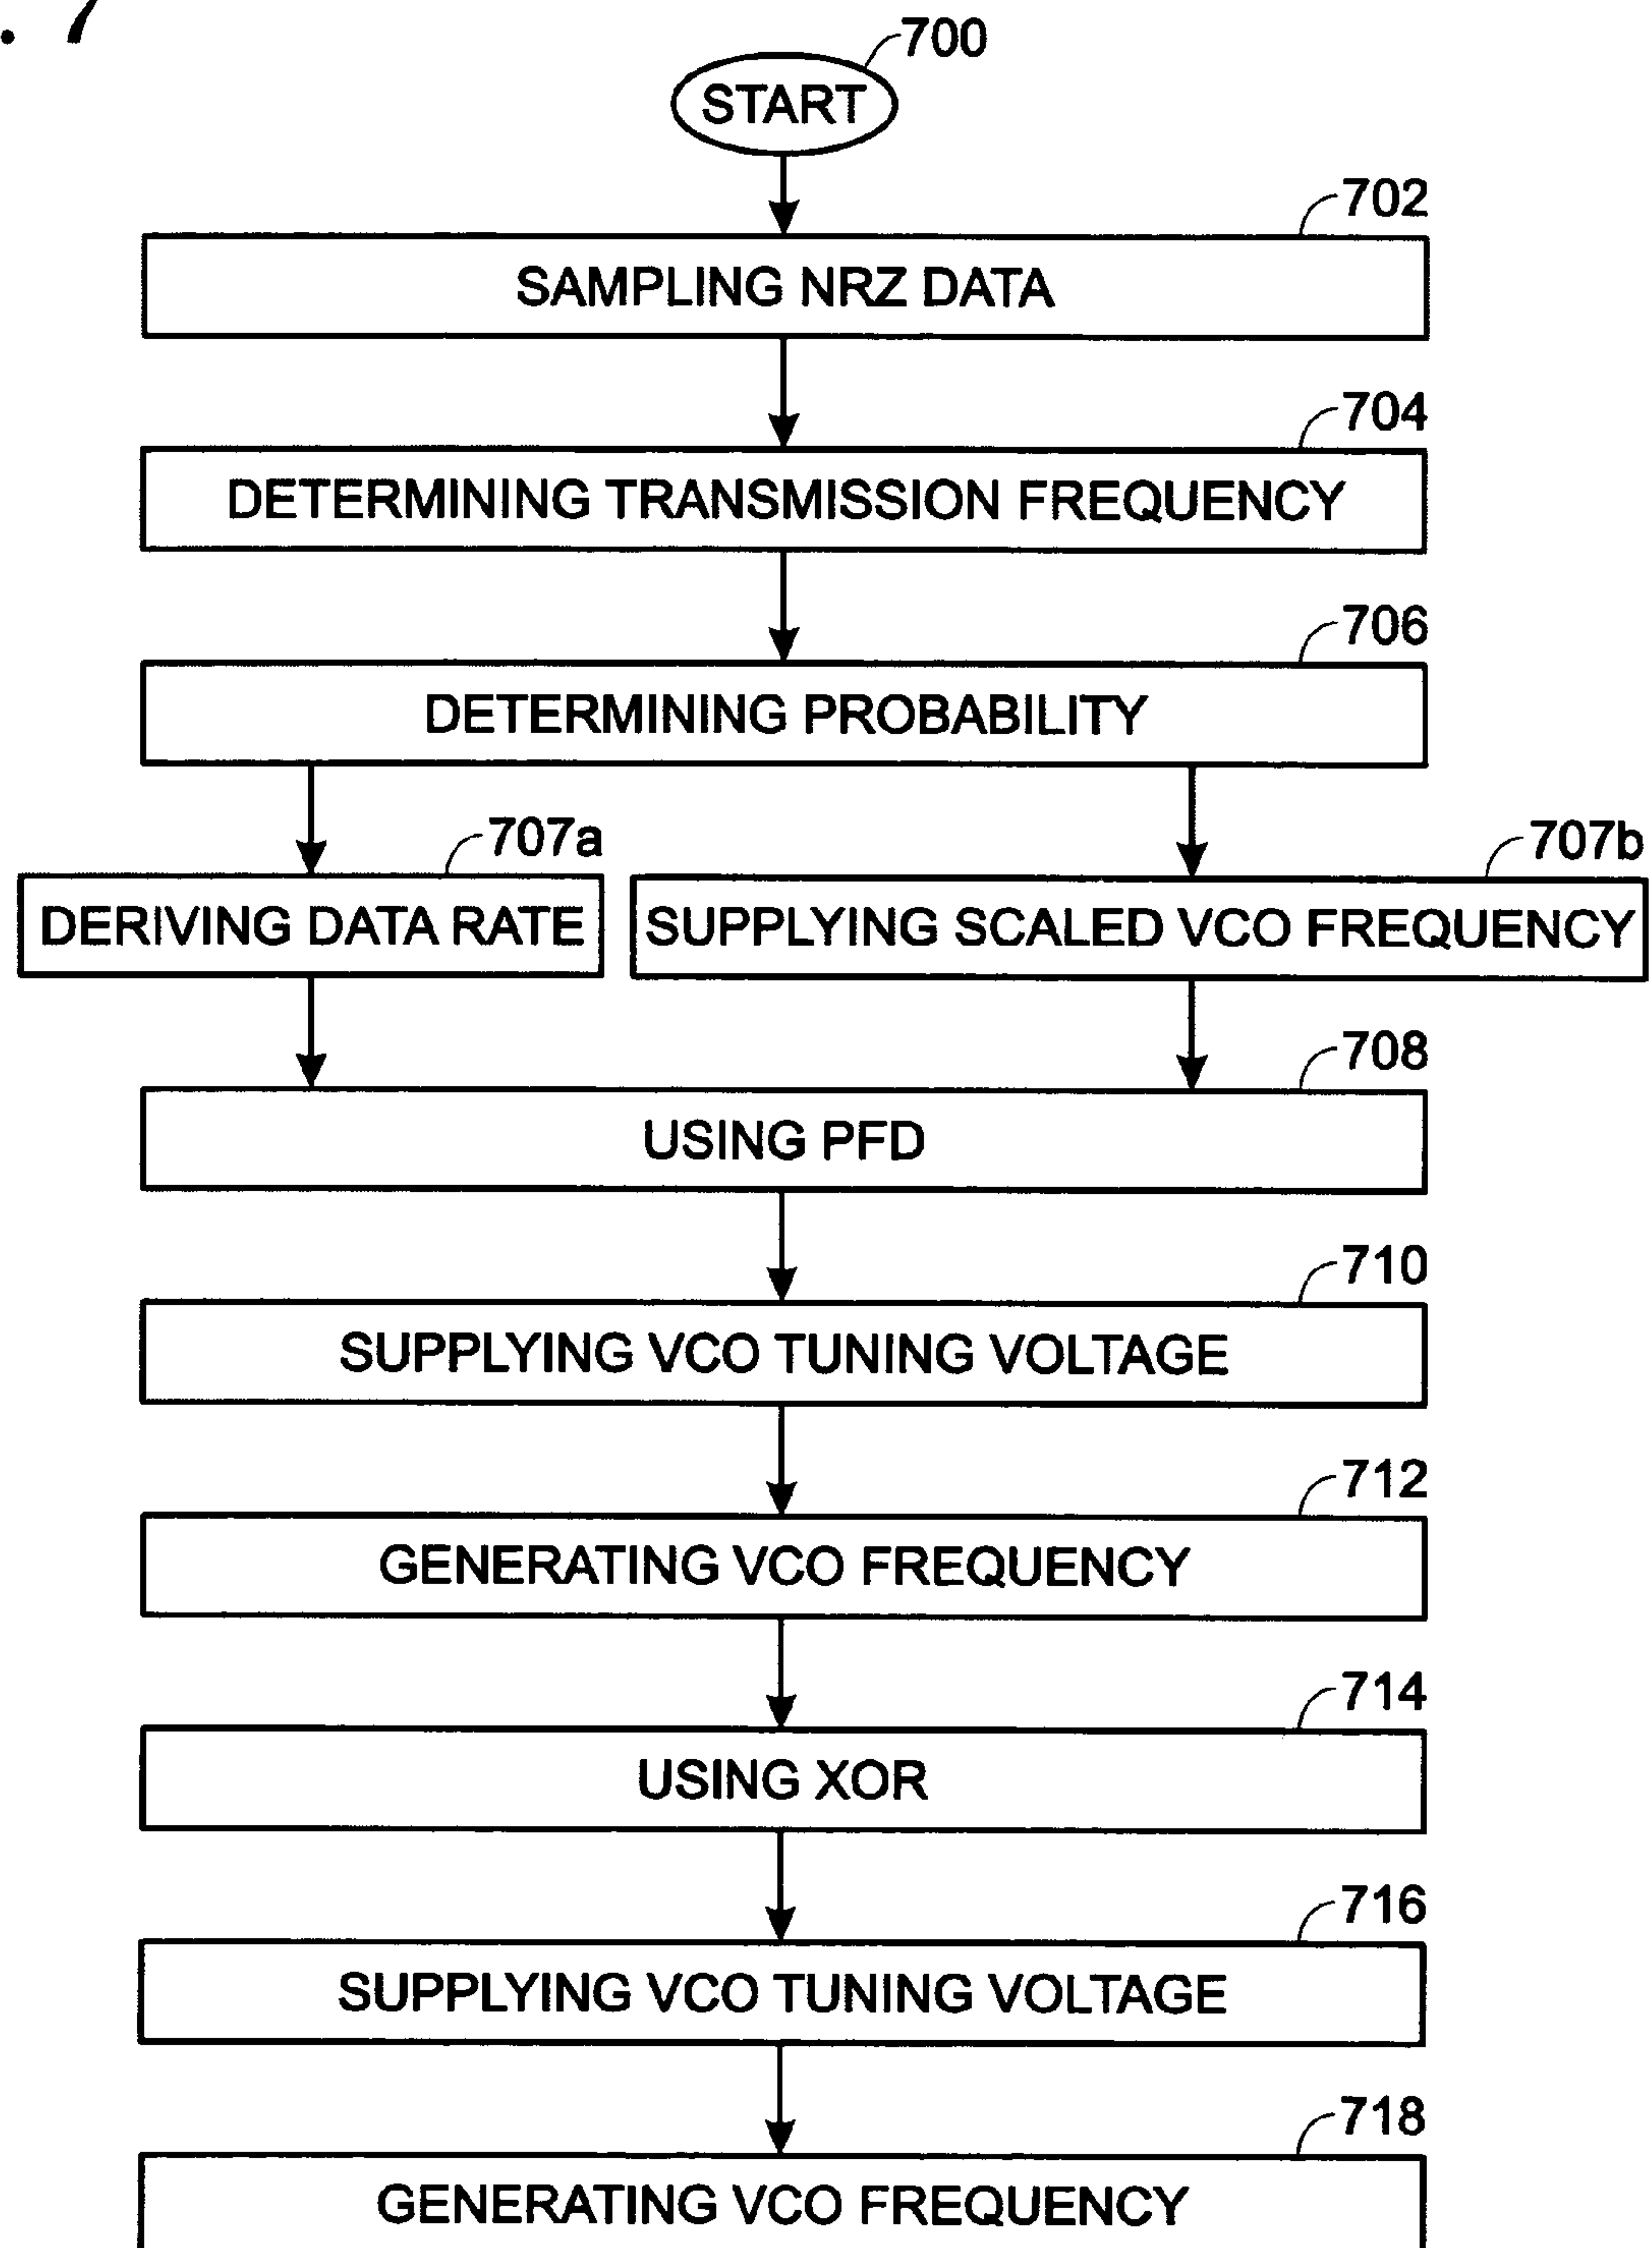 . 7
700
START
702
SAMPLING NRZ DATA
704
DETERMINING TRANSMISSION FREQUENCY
706
DETERMINING PROBABILITY
707a
707b
DERIVING DATA RATE
SUPPLYING SCALED VCO FREQUENCY
708
USING PFD
710
SUPPLYING VCO TUNING VOLTAGE
712
GENERATING VCO FREQUENCY
714
USING XOR
716
SUPPLYING VCO TUNING VOLTAGE
718
GENERATING VCO FREQUENCY